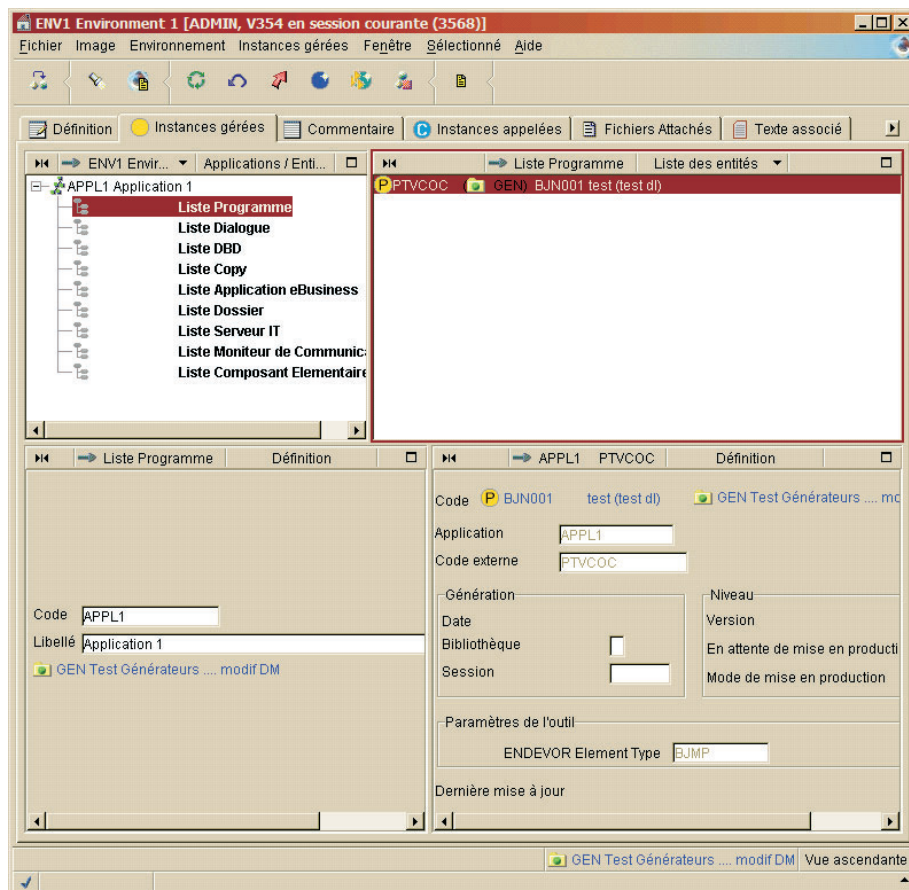 ENV1 Environment 1 [ADMIN, V354 en session courante (3568)]
Fichier Image Environnement Instances gérées Fenêtre Sélectionné Aide
Définition Instances gérées Commentaire Instances appelées Fichiers Attachés Texte associé
ENV1 Envir... Applications / Enti...
APPL1 Application 1
Liste Programme
Liste Dialogue
Liste DBD
Liste Copy
Liste Application eBusiness
Liste Dossier
Liste Serveur IT
Liste Moniteur de Communic
Liste Composant Elementaire
Liste Programme Liste des entités
PTVCOC ( GEN) BJN001 test (test dl)
Liste Programme Définition
Code APPL1
Libellé Application 1
GEN Test Générateurs .... modif DM
APPL1 PTVCOC Définition
Code P BJN001 test (test dl) GEN Test Générateurs .... mo
Application APPL1
Code externe PTVCOC
Génération
Date
Bibliothèque
Session
Niveau
Version
En attente de mise en producti
Mode de mise en production
Paramètres de l'outil
ENDEVOR Element Type BJMP
Dernière mise à jour
GEN Test Générateurs .... modif DM Vue ascendante